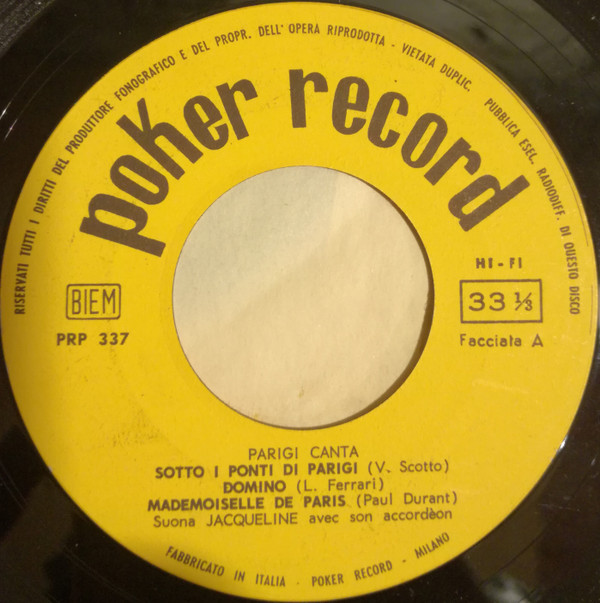 RISERVATI TUTTI I DIRITTI DEL PRODUTTORE FONOGRAFICO E DEL PROPR. DELL'OPERA RIPRODOTTA - VIETATA DUPLIC. PUBBLICA ESEL. RADIODIFF. DI QUESTO DISCO
poker record
BIEM
PRP 337
HI-FI
33 ⅓
Facciata A
PARIGI CANTA
SOTTO I PONTI DI PARIGI (V. Scotto)
DOMINO (L. Ferrari)
MADEMOISELLE DE PARIS (Paul Durant)
Suona JACQUELINE avec son accordèon
FABBRICATO IN ITALIA - POKER RECORD - MILANO